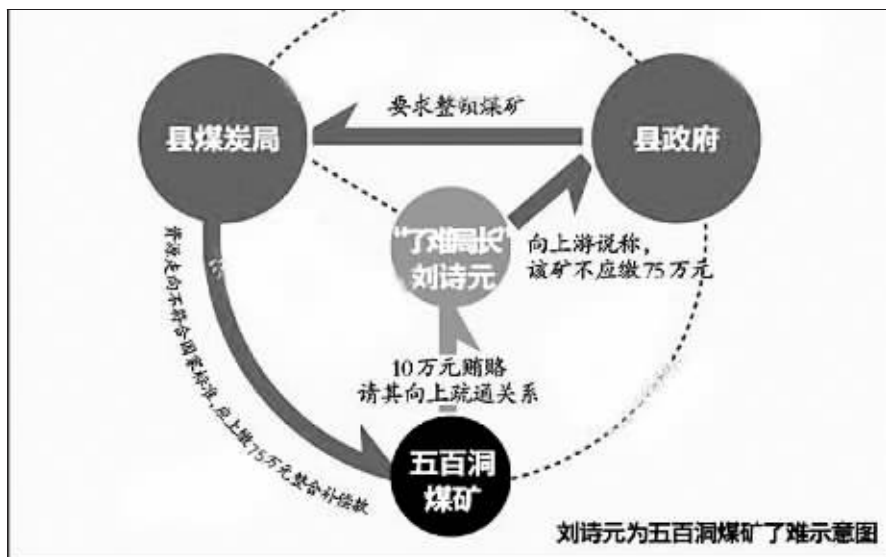 要求整顿煤矿
县煤炭局
县政府
“了难局长”
刘诗元
向上游说称，
该矿不应缴75万元
资源走向不符合国家标准，应上缴75万元整合补偿款
10万元贿赂
请其向上疏通关系
五百洞
煤矿
刘诗元为五百洞煤矿了难示意图